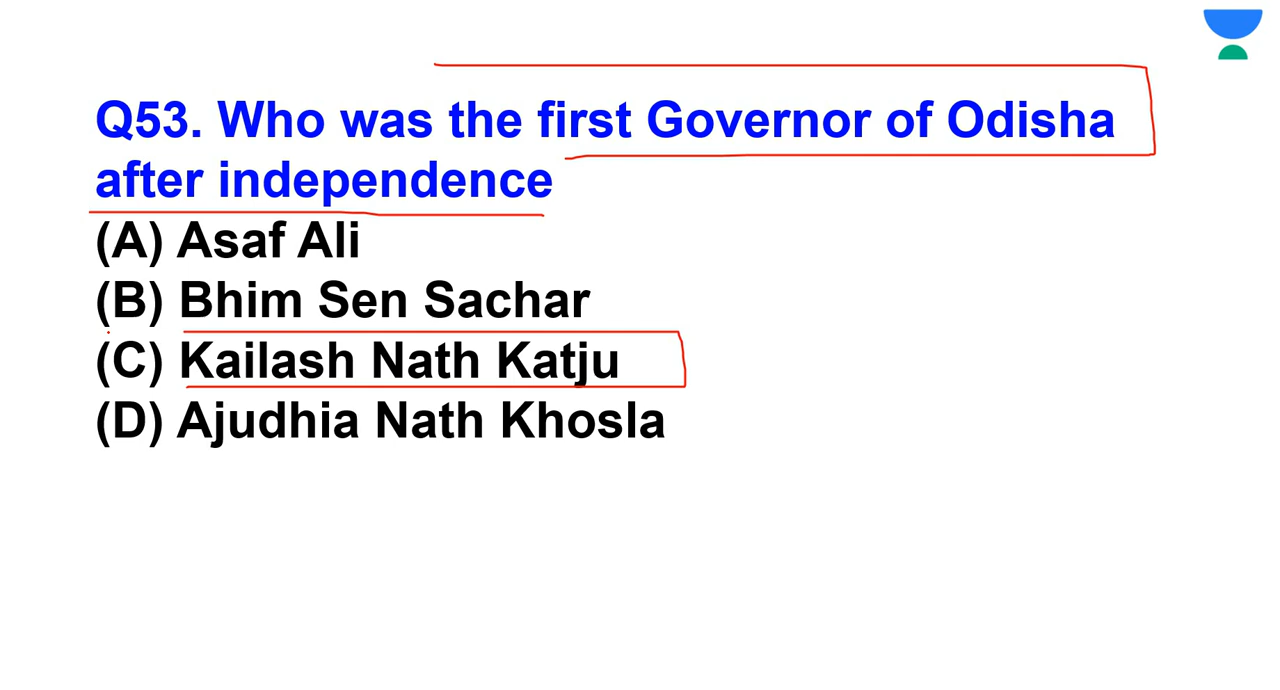 Q53. Who was the first Governor of Odisha
after independence
(A) Asaf Ali
(B) Bhim Sen Sachar
(C) Kailash Nath Katju
(D) Ajudhia Nath Khosla